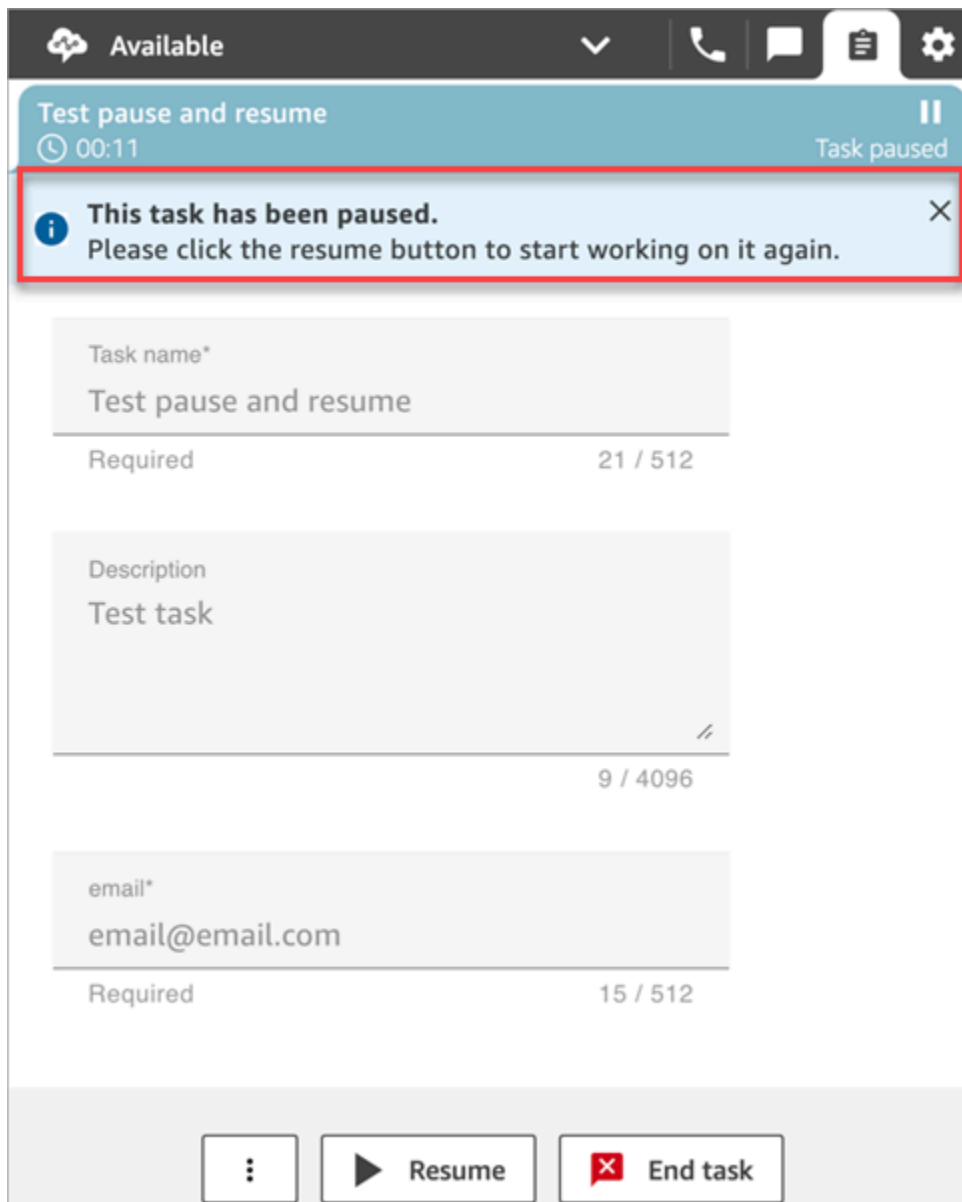 Available
Test pause and resume
00:11
Task paused
This task has been paused.
Please click the resume button to start working on it again.
Task name*
Test pause and resume
Required 21 / 512
Description
Test task
9 / 4096
email*
email@email.com
Required 15 / 512
Resume End task